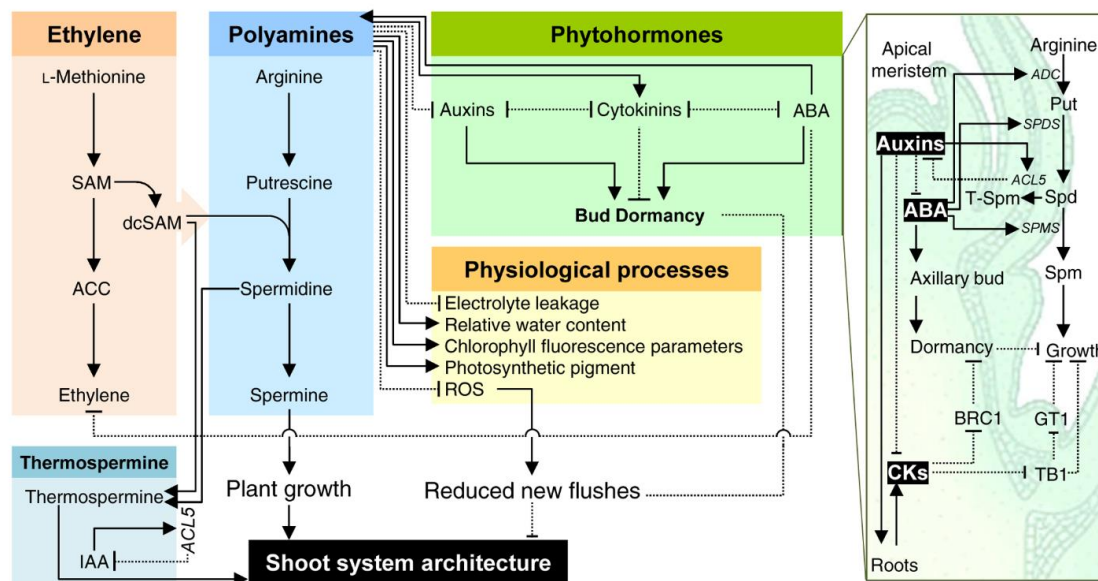 Ethylene
L-Methionine
SAM
dcSAM
ACC
Ethylene
Polyamines
Arginine
Putrescine
Spermidine
Spermine
Phytohormones
Auxins
Cytokinins
ABA
Bud Dormancy
Physiological processes
Electrolyte leakage
Relative water content
Chlorophyll fluorescence parameters
Photosynthetic pigment
ROS
Thermospermine
Thermospermine
IAA
ACL5
Plant growth
Reduced new flushes
Shoot system architecture
Apical
meristem
Arginine
ADC
Put
SPDS
Auxins
ACL5
T-Spm
Spd
ABA
SPMS
Spm
Axillary bud
Dormancy
Growth
BRC1
GT1
CKs
TB1
Roots